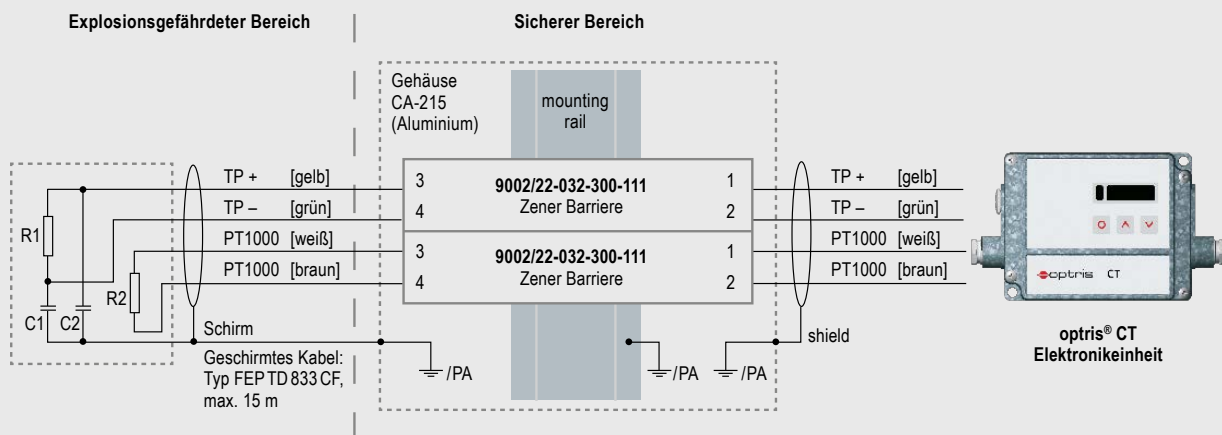 Explosionsgefährdeter Bereich
Sicherer Bereich
Gehäuse
CA-215
(Aluminium)
mounting
rail
R1
C1
C2
R2
TP + [gelb]
TP – [grün]
PT1000 [weiß]
PT1000 [braun]
Schirm
Geschirmtes Kabel:
Typ FEP TD 833 CF,
max. 15 m
3
4
9002/22-032-300-111
Zener Barriere
1
2
3
4
9002/22-032-300-111
Zener Barriere
1
2
/PA
/PA
/PA
TP + [gelb]
TP – [grün]
PT1000 [weiß]
PT1000 [braun]
shield
optris CT
optris® CT
Elektronikeinheit